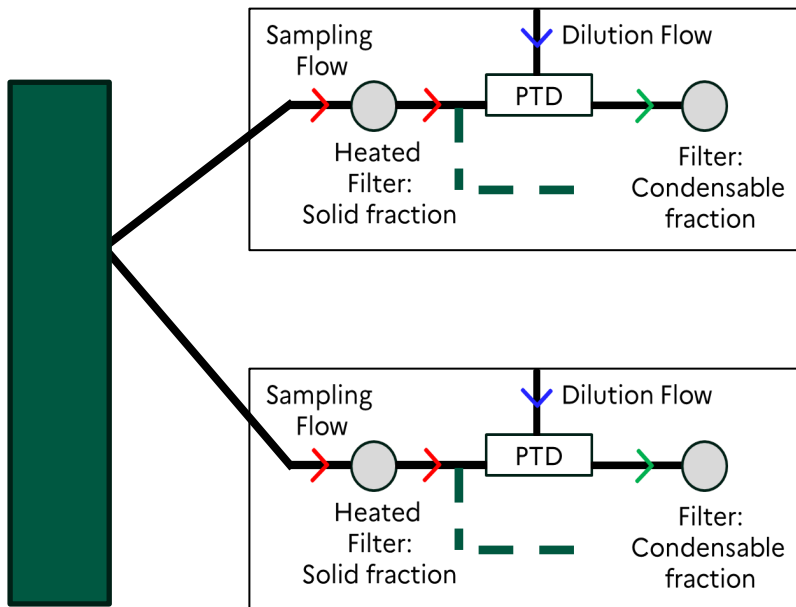 Sampling
Flow
Dilution Flow
PTD
Heated
Filter:
Solid fraction
Filter:
Condensable
fraction
Sampling
Flow
Dilution Flow
PTD
Heated
Filter:
Solid fraction
Filter:
Condensable
fraction